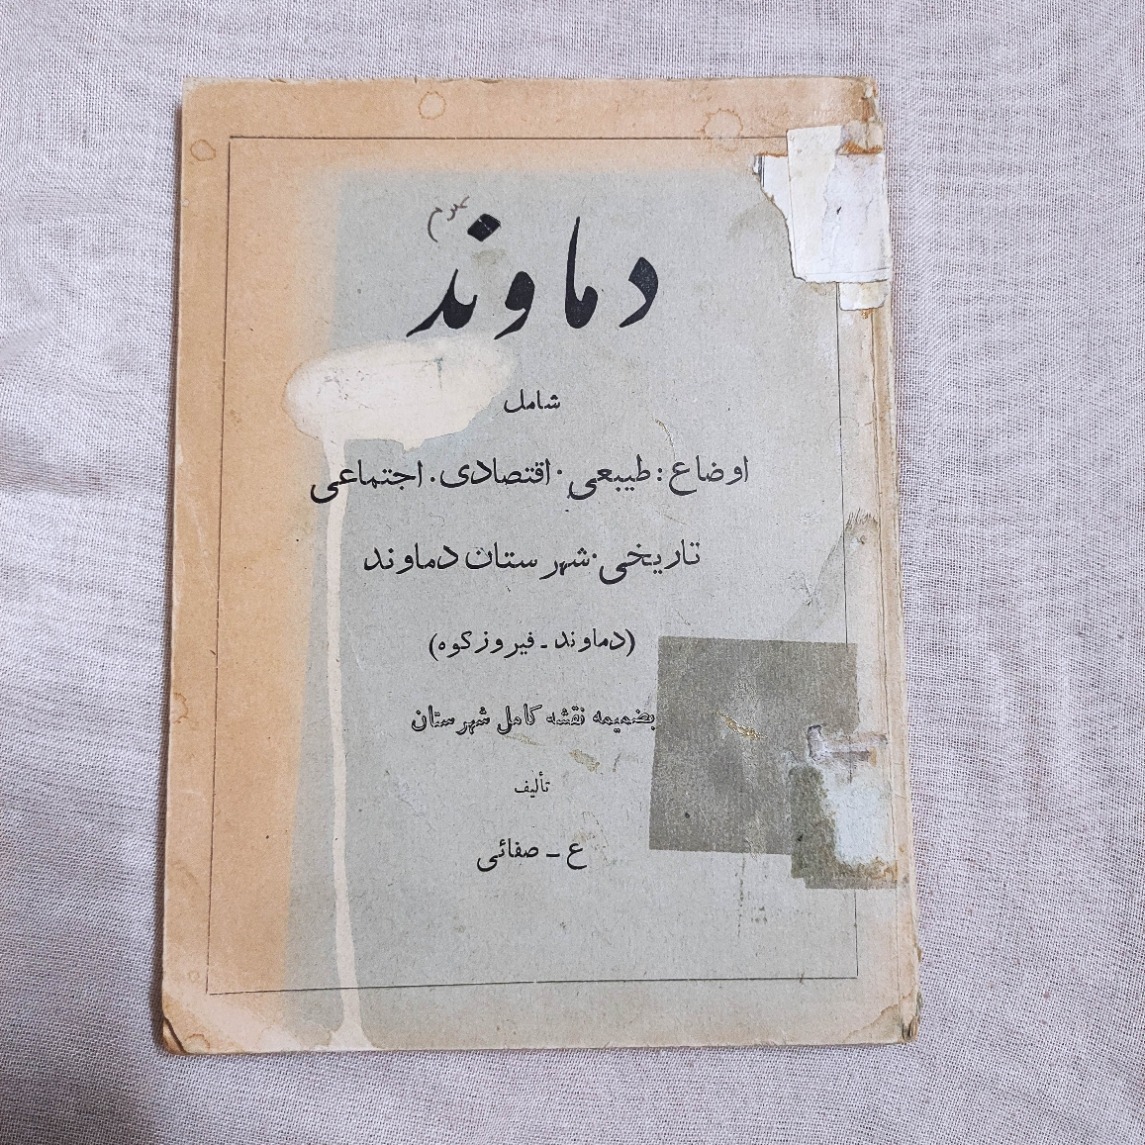 دماوند
شامل
اوضاع : طبیعی . اقتصادی . اجتماعی
تاریخی . شهرستان دماوند
(دماوند ـ فیروزکوه)
بضمیمه نقشه کامل شهرستان
تألیف
ع ـ صفائی